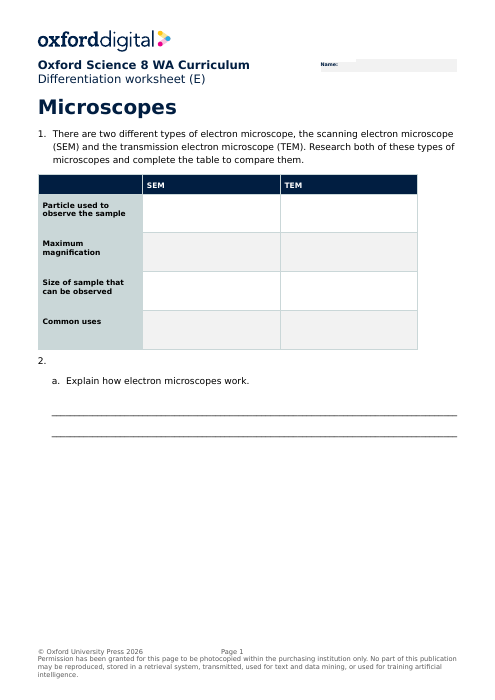 oxforddigital
Oxford Science 8 WA Curriculum
Differentiation worksheet (E)
Name:
Microscopes
1. There are two different types of electron microscope, the scanning electron microscope
(SEM) and the transmission electron microscope (TEM). Research both of these types of
microscopes and complete the table to compare them.
SEM TEM
Particle used to
observe the sample
Maximum
magnification
Size of sample that
can be observed
Common uses
2.
a. Explain how electron microscopes work.
© Oxford University Press 2026 Page 1
Permission has been granted for this page to be photocopied within the purchasing institution only. No part of this publication
may be reproduced, stored in a retrieval system, transmitted, used for text and data mining, or used for training artificial
intelligence.